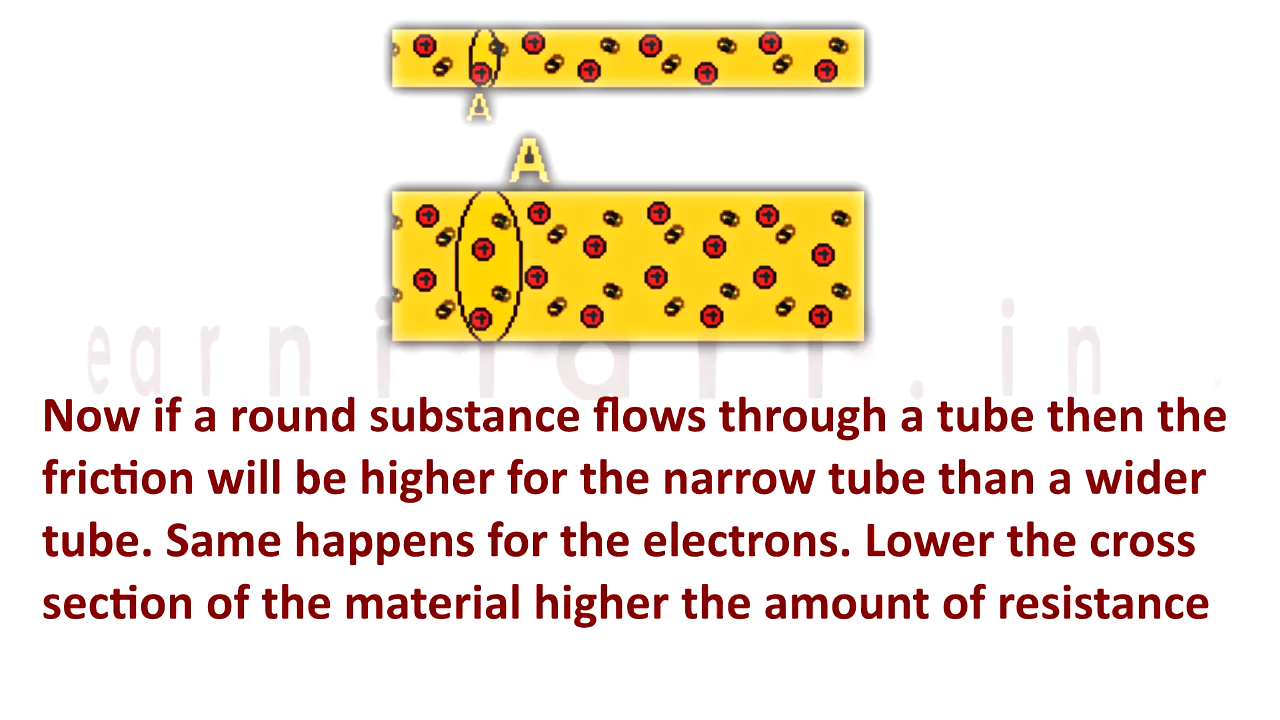 A
A
Now if a round substance flows through a tube then the
friction will be higher for the narrow tube than a wider
tube. Same happens for the electrons. Lower the cross
section of the material higher the amount of resistance